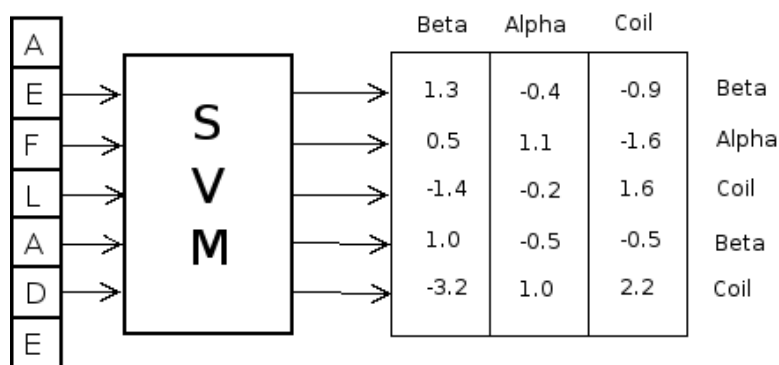 Beta Alpha Coil
A
E 1.3 -0.4 -0.9 Beta
F 0.5 1.1 -1.6 Alpha
L -1.4 -0.2 1.6 Coil
A 1.0 -0.5 -0.5 Beta
D -3.2 1.0 2.2 Coil
E
S
V
M